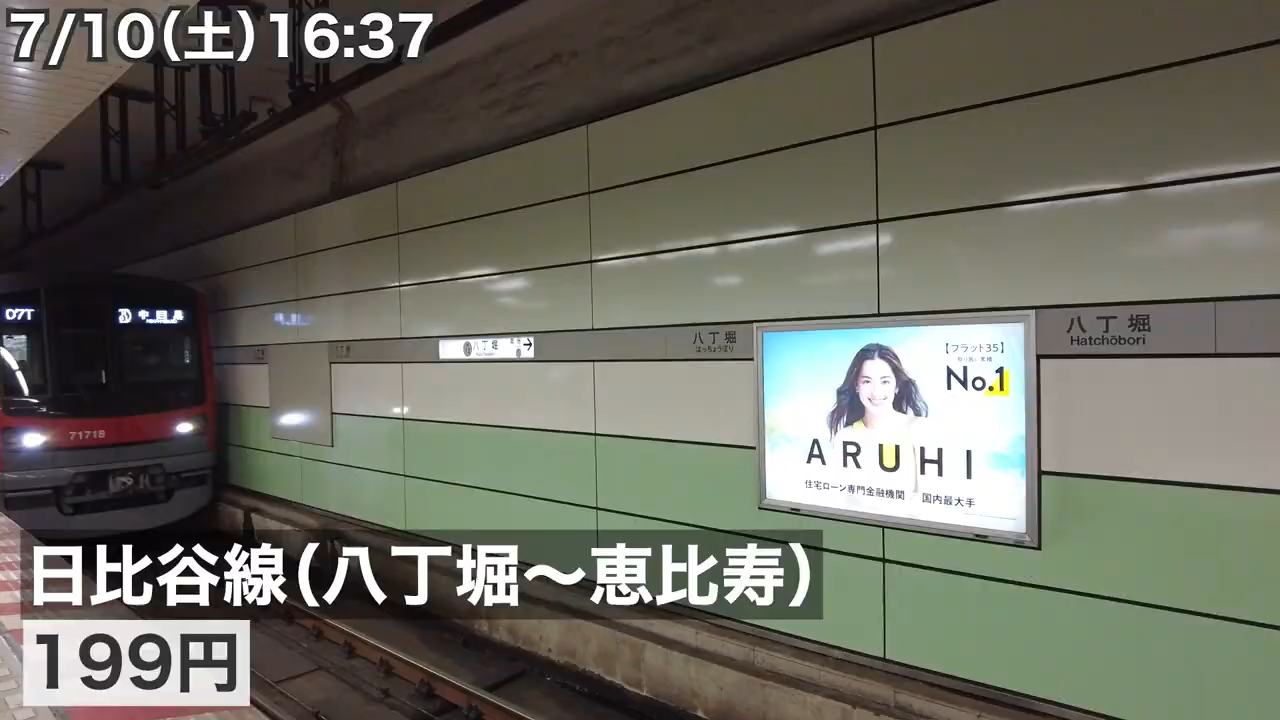 7/10(土)16:37
07T
中目黒
71718
八丁堀
八丁堀
はっちょうぼり
八丁堀
Hatchōbori
【フラット35】
No.1
ARUHI
住宅ローン専門金融機関 国内最大手
日比谷線(八丁堀〜恵比寿)
199円